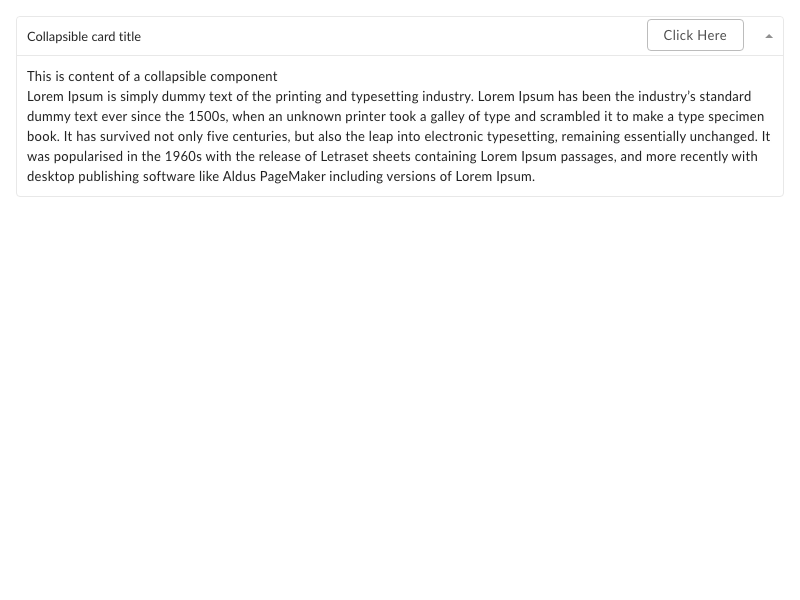 Collapsible card title
Click Here
This is content of a collapsible component
Lorem Ipsum is simply dummy text of the printing and typesetting industry. Lorem Ipsum has been the industry's standard
dummy text ever since the 1500s, when an unknown printer took a galley of type and scrambled it to make a type specimen
book. It has survived not only five centuries, but also the leap into electronic typesetting, remaining essentially unchanged. It
was popularised in the 1960s with the release of Letraset sheets containing Lorem Ipsum passages, and more recently with
desktop publishing software like Aldus PageMaker including versions of Lorem Ipsum.